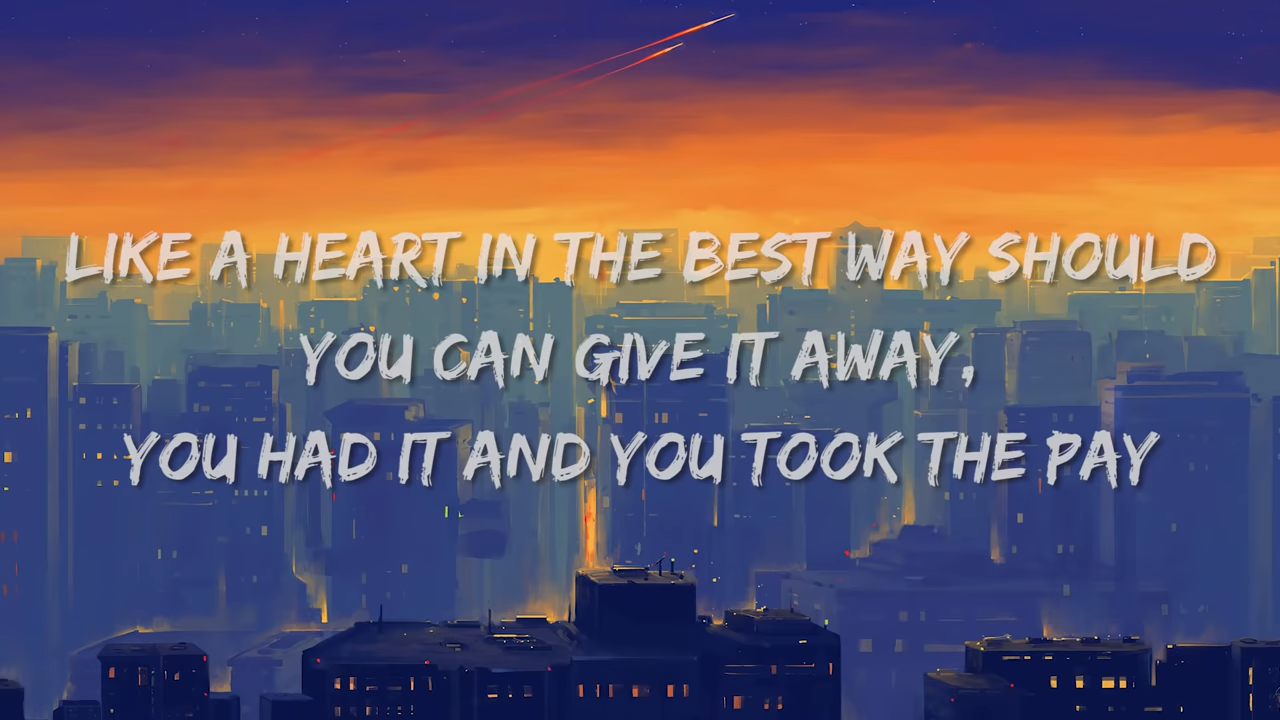 LIKE A HEART IN THE BEST WAY SHOULD
YOU CAN GIVE IT AWAY,
YOU HAD IT AND YOU TOOK THE PAY